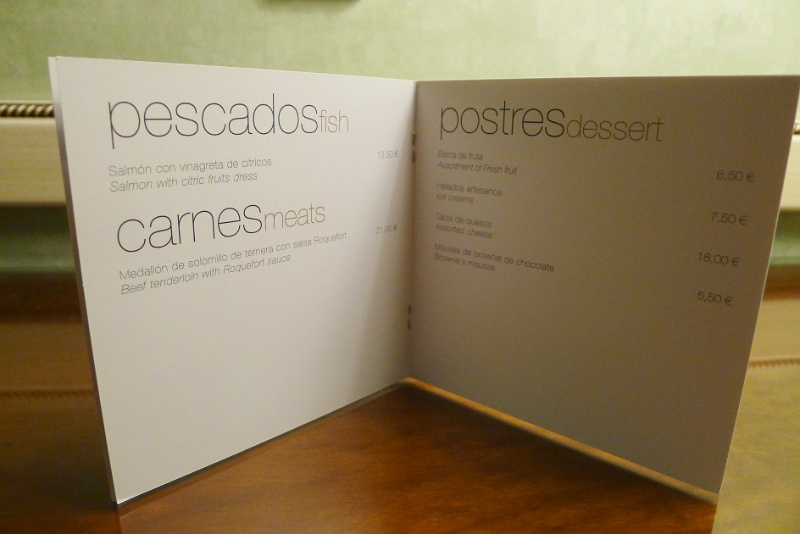 pescadosfish
Salmón con vinagreta de cítricos 13,50 €
Salmon with citric fruits dress
carnesmeats
Medallón de solomillo de ternera con salsa Roquefort 21,00 €
Beef tenderloin with Roquefort sauce
postresdessert
Barca de fruta 6,50 €
Assortment of Fresh fruit
Helados artesanos 7,50 €
Ice creams
Tabla de quesos 18,00 €
Assorted cheese
Mousse de brownie de chocolate 5,50 €
Brownie's mousse